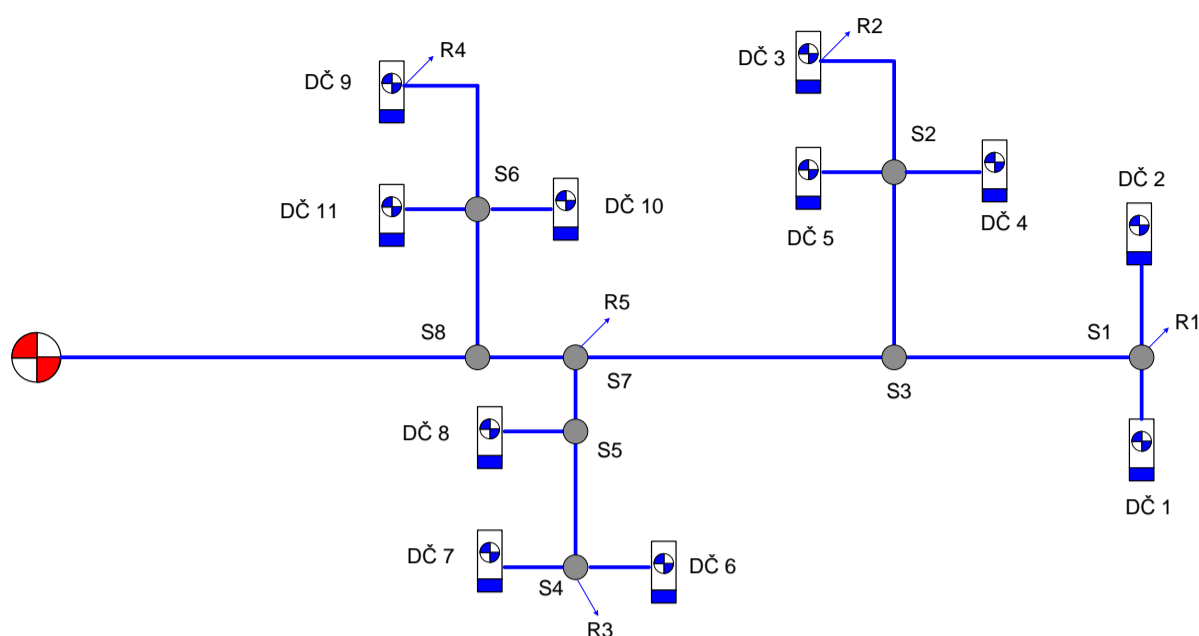 R2
R4
DČ 3
DČ 9
S2
S6
DČ 2
DČ 11
DČ 10
DČ 4
DČ 5
R5
R1
S8
S1
S7
S3
DČ 8
S5
DČ 1
DČ 7
DČ 6
S4
R3